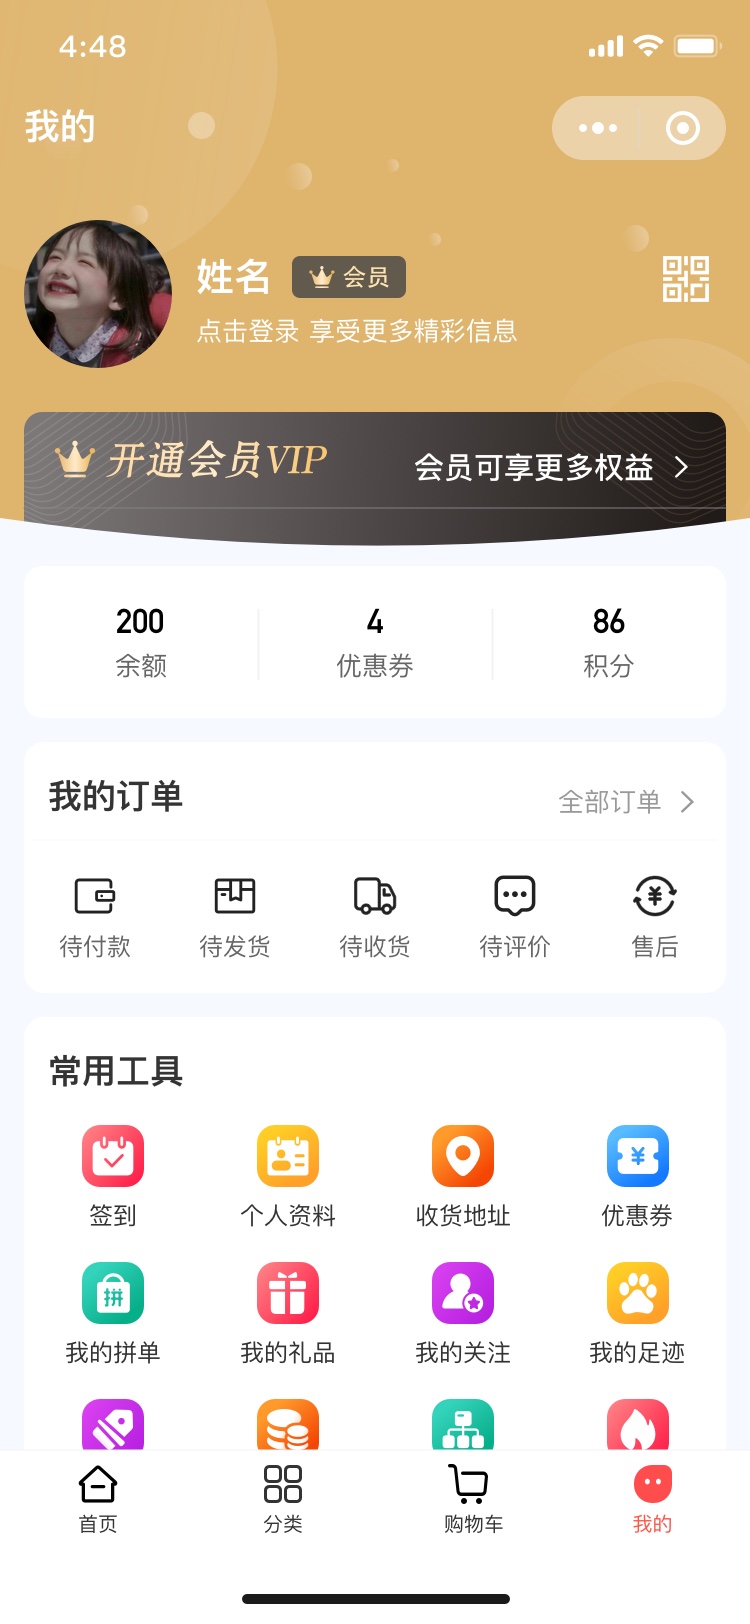 4:48
我的
姓名 会员
点击登录 享受更多精彩信息
开通会员VIP 会员可享更多权益
200 4 86
余额 优惠券 积分
我的订单 全部订单
待付款 待发货 待收货 待评价 售后
常用工具
签到 个人资料 收货地址 优惠券
拼
我的拼单 我的礼品 我的关注 我的足迹
首页 分类 购物车 我的